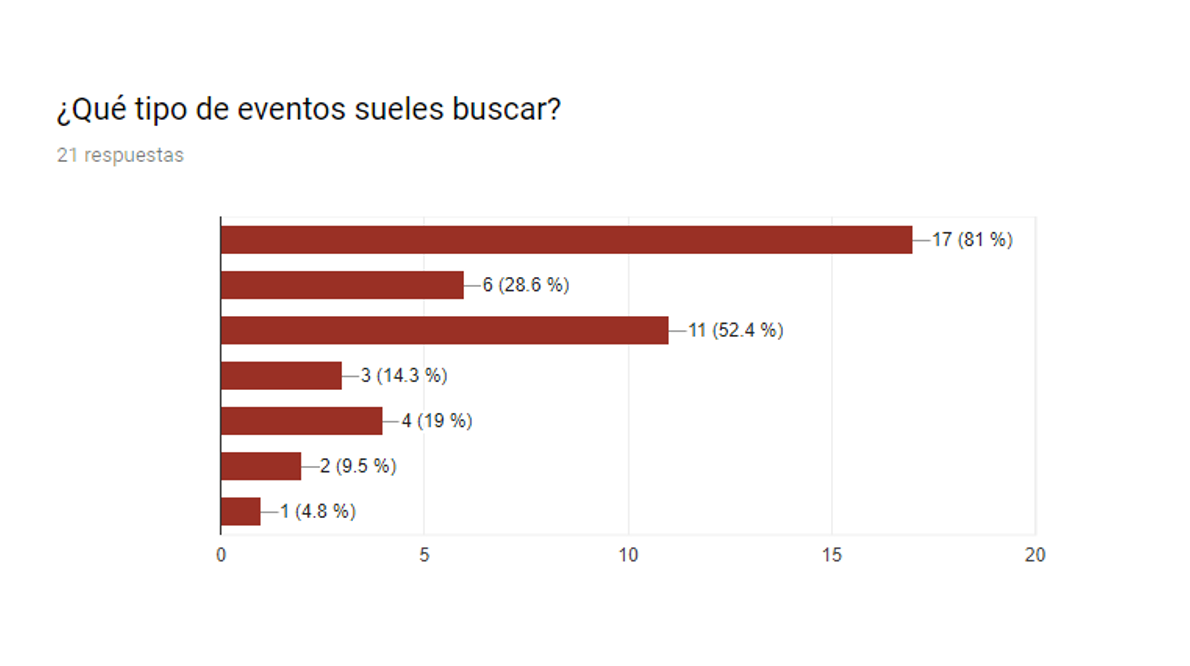 ¿Qué tipo de eventos sueles buscar?
21 respuestas
17 (81 %)
6 (28.6 %)
11 (52.4 %)
3 (14.3 %)
4 (19 %)
2 (9.5 %)
1 (4.8 %)
0 5 10 15 20